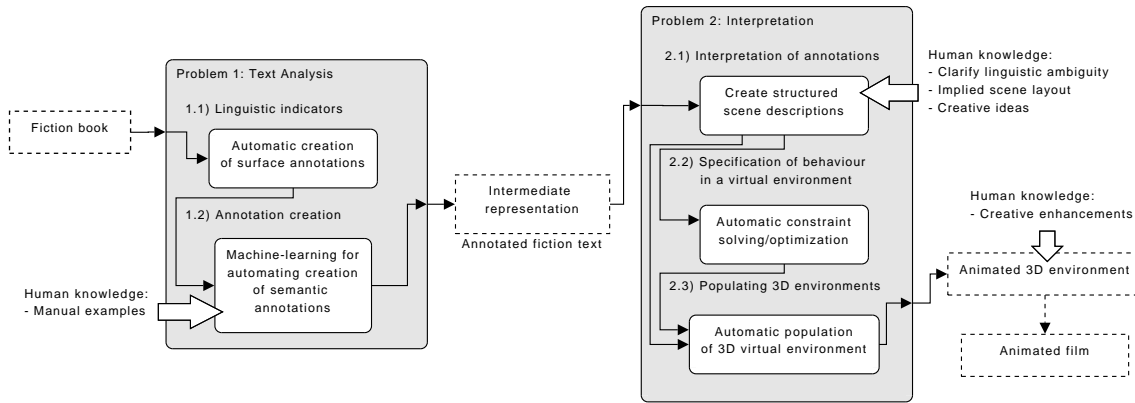 Fiction book
Problem 1: Text Analysis
1.1) Linguistic indicators
Automatic creation
of surface annotations
1.2) Annotation creation
Machine-learning for
automating creation
of semantic
annotations
Human knowledge:
- Manual examples
Intermediate
representation
Annotated fiction text
Problem 2: Interpretation
2.1) Interpretation of annotations
Create structured
scene descriptions
Human knowledge:
- Clarify linguistic ambiguity
- Implied scene layout
- Creative ideas
2.2) Specification of behaviour
in a virtual environment
Automatic constraint
solving/optimization
2.3) Populating 3D environments
Automatic population
of 3D virtual environment
Human knowledge:
- Creative enhancements
Animated 3D environment
Animated film